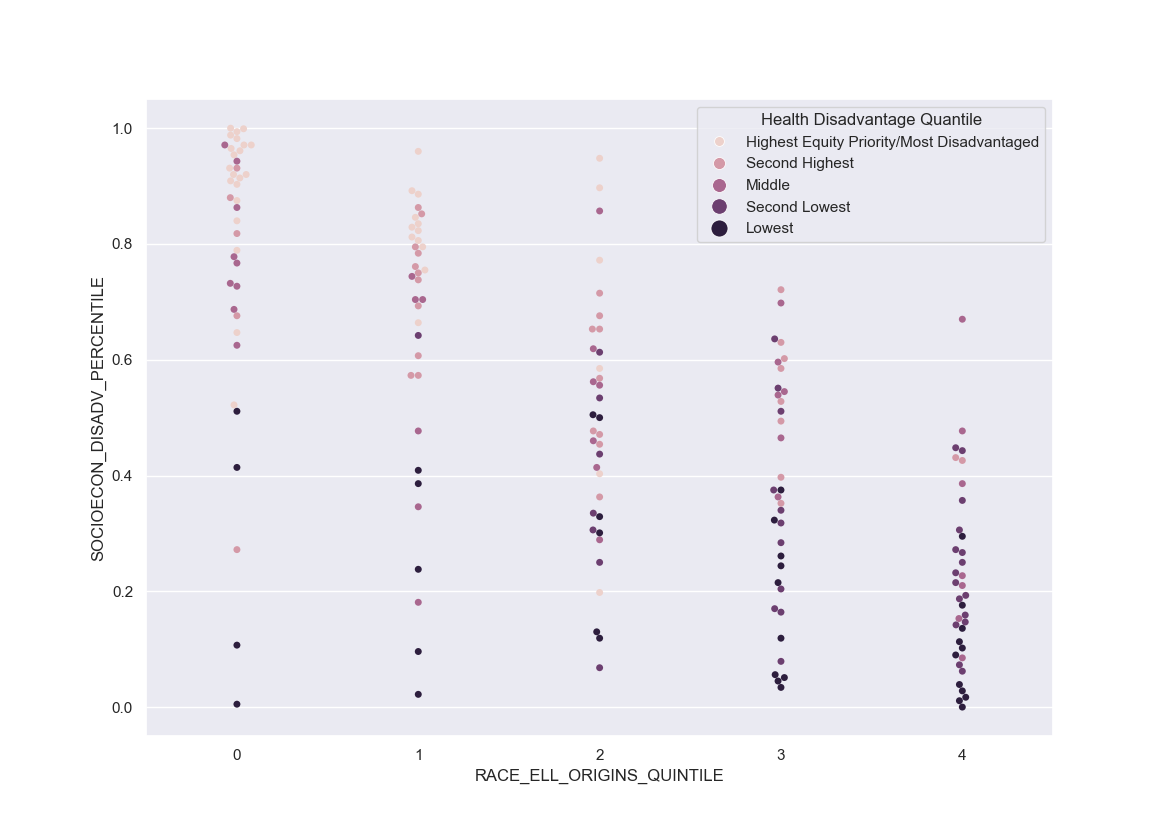 Health Disadvantage Quantile
Highest Equity Priority/Most Disadvantaged
Second Highest
Middle
Second Lowest
Lowest
SOCIOECON_DISADV_PERCENTILE
1.0
0.8
0.6
0.4
0.2
0.0
0 1 2 3 4
RACE_ELL_ORIGINS_QUINTILE